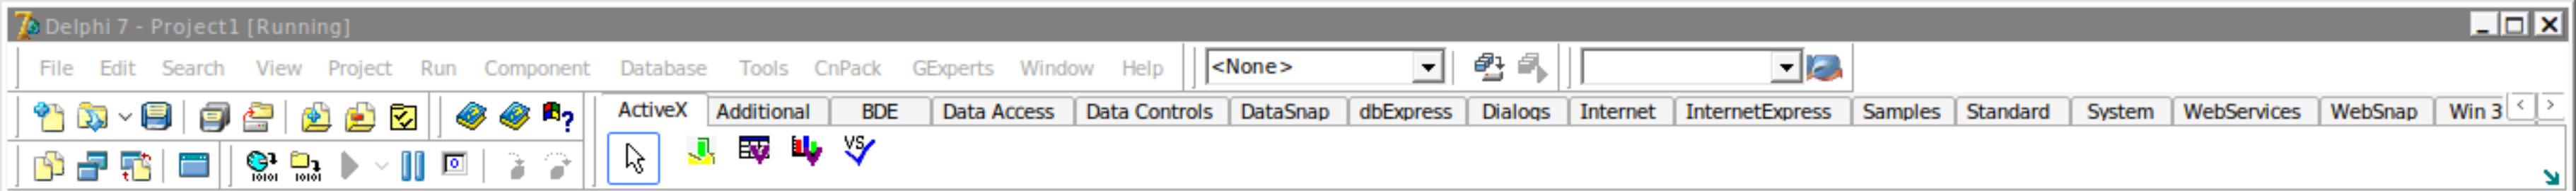 Delphi 7 - Project1 [Running]
File Edit Search View Project Run Component Database Tools CnPack GExperts Window Help <None>
ActiveX Additional BDE Data Access Data Controls DataSnap dbExpress Dialogs Internet InternetExpress Samples Standard System WebServices WebSnap Win 3
VS